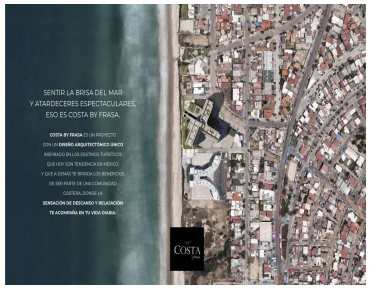 SENTIR LA BRISA DEL MAR
Y ATARDECERES ESPECTACULARES,
ESO ES COSTA BY FRASA.
COSTA BY FRASA ES UN PROYECTO
CON UN DISEÑO ARQUITECTÓNICO ÚNICO
INSPIRADO EN LOS DESTINOS TURÍSTICOS
QUE HOY SON TENDENCIA EN MÉXICO
Y QUE A DEMÁS TE BRINDA LOS BENEFICIOS
DE SER PARTE DE UNA COMUNIDAD
COSTERA, DONDE LA
SENSACIÓN DE DESCANSO Y RELAJACIÓN
TE ACOMPAÑA EN TU VIDA DIARIA.
COSTA